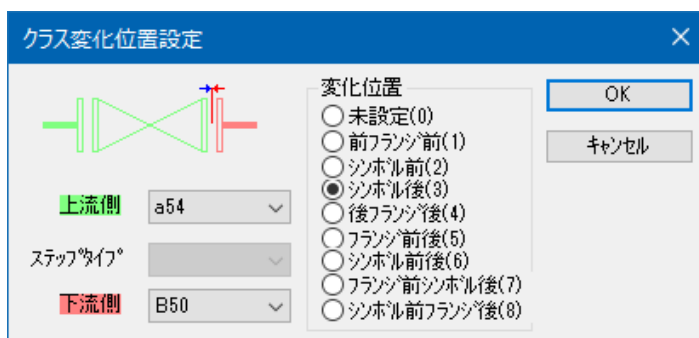 クラス変化位置設定
変化位置
未設定(0)
前フランジ前(1)
シンボル前(2)
シンボル後(3)
後フランジ後(4)
フランジ前後(5)
シンボル前後(6)
フランジ前シンボル後(7)
シンボル前フランジ後(8)
上流側 a54
ステップタイプ
下流側 B50
OK
キャンセル